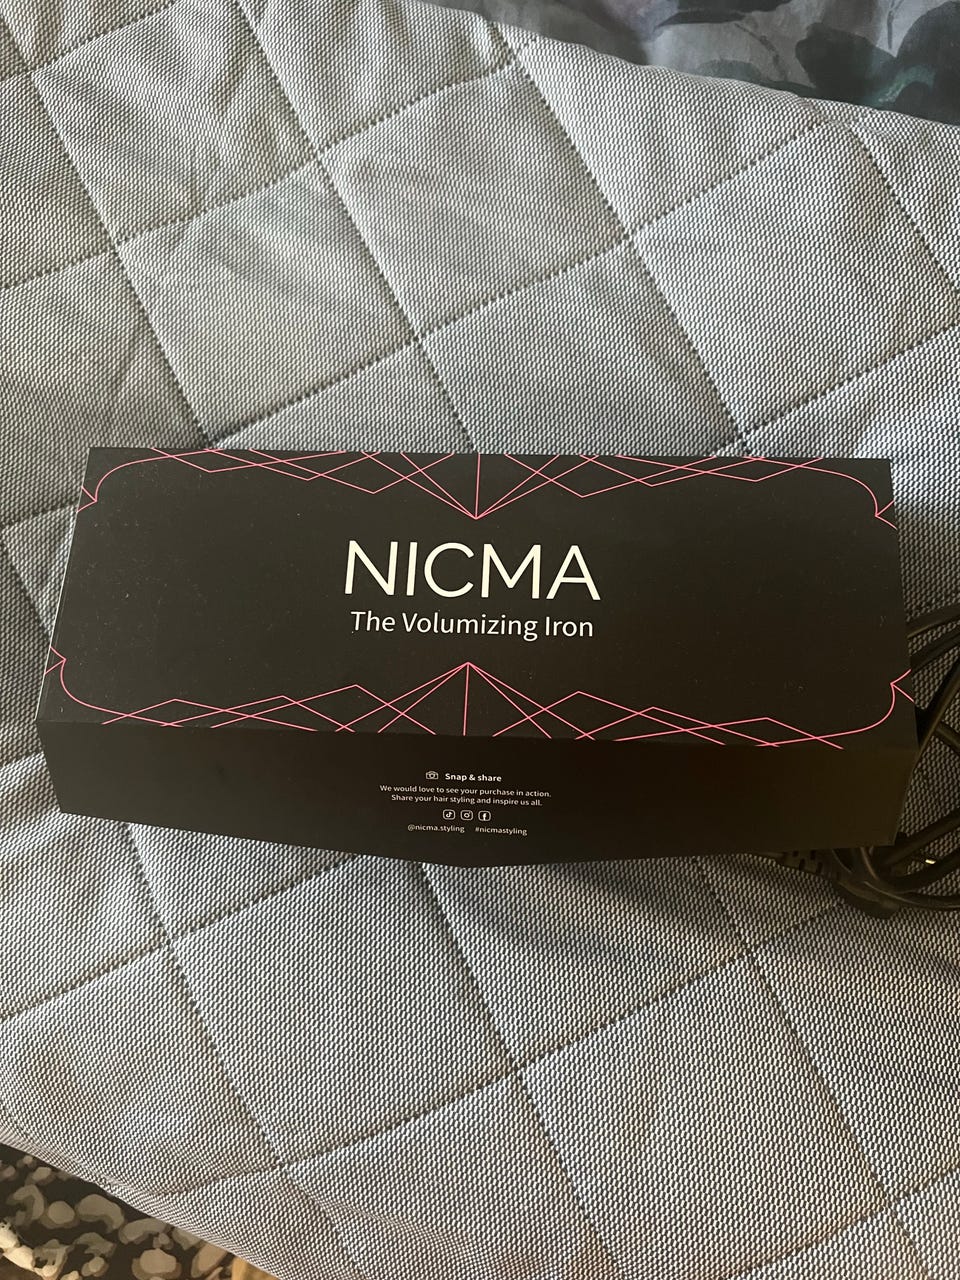 NICMA
The Volumizing Iron
Snap & share
We would love to see your purchase in action.
Share your hair styling and inspire us all.
@nicma.styling #nicmastyling